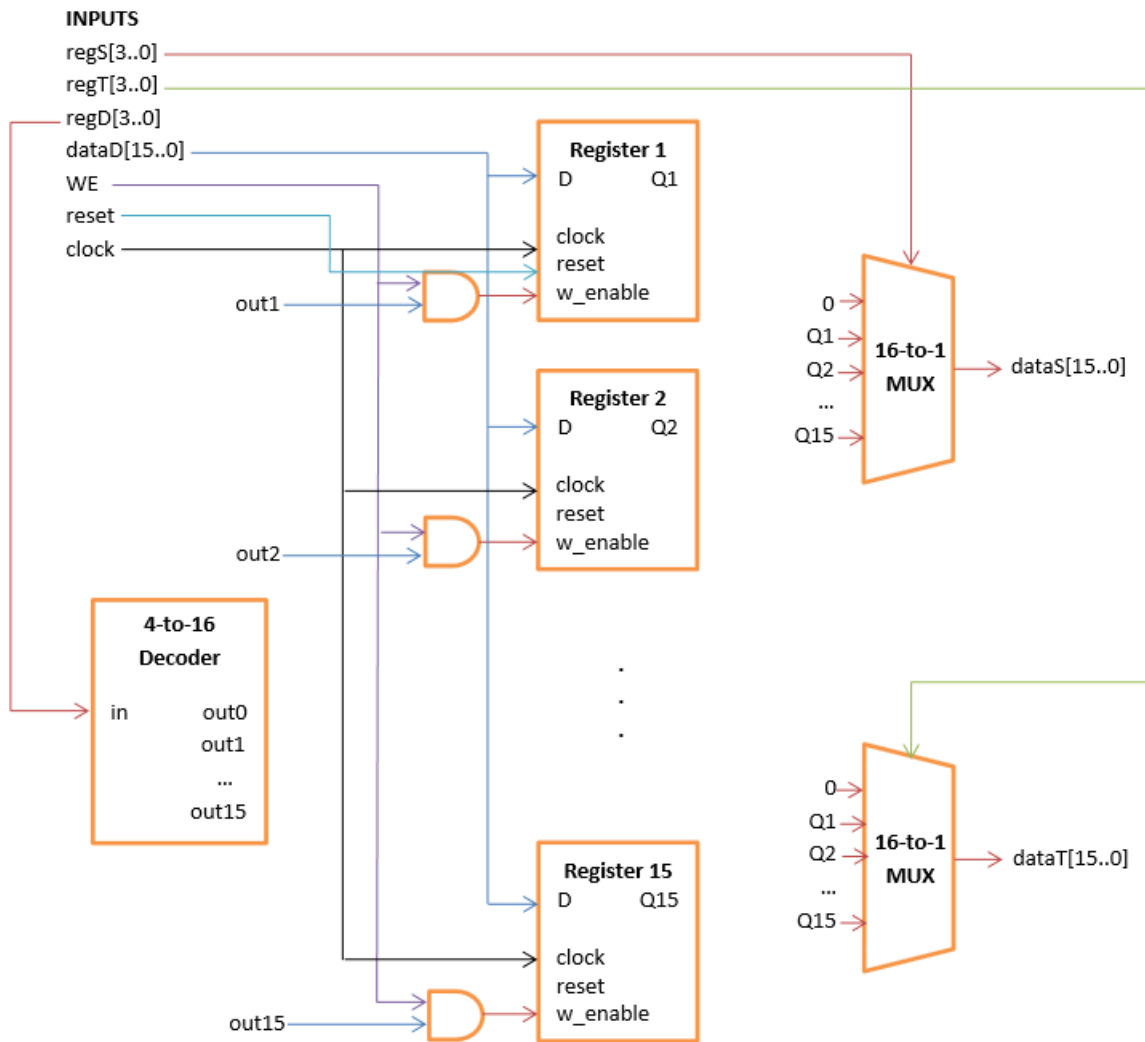 INPUTS
regS[3..0]
regT[3..0]
regD[3..0]
dataD[15..0]
WE
reset
clock
out1
out2
4-to-16
Decoder
in out0
out1
...
out15
out15
Register 1
D Q1
clock
reset
w_enable
Register 2
D Q2
clock
reset
w_enable
.
.
.
Register 15
D Q15
clock
reset
w_enable
0
Q1
Q2
...
Q15
16-to-1
MUX
dataS[15..0]
0
Q1
Q2
...
Q15
16-to-1
MUX
dataT[15..0]